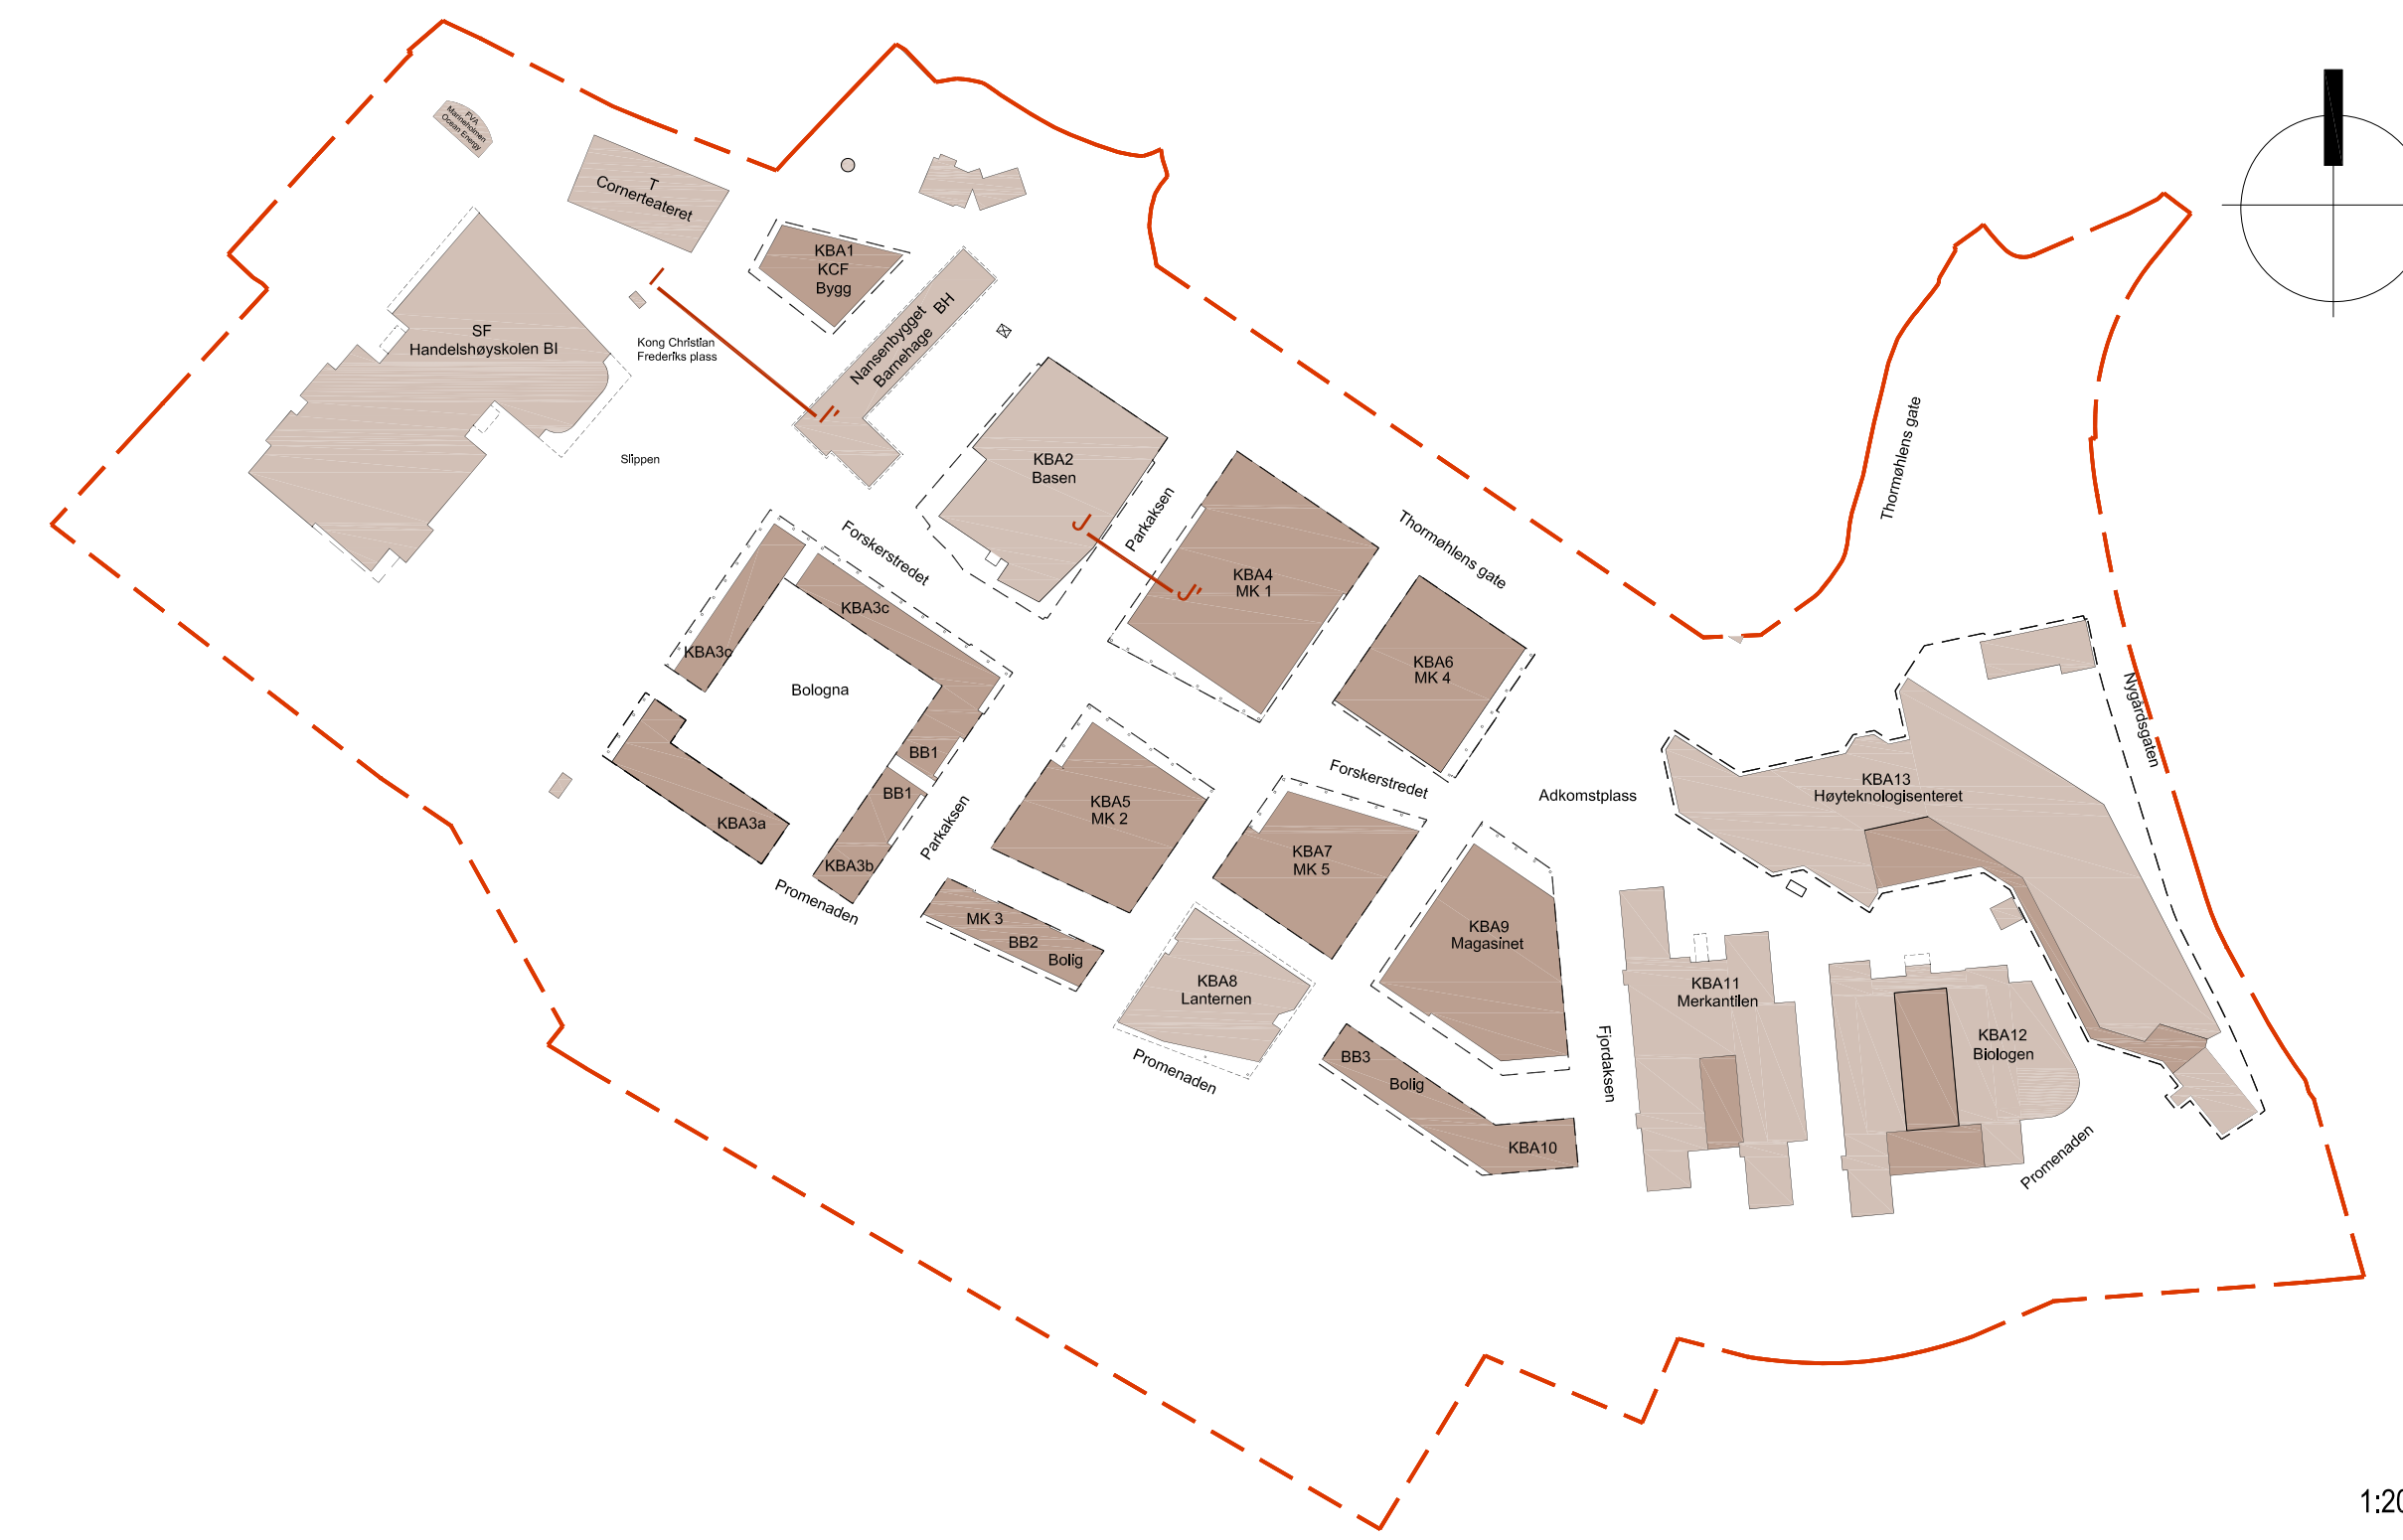 FVA
Marineholmen
Ocean Energy
T
Cornerteateret
KBA1
KCF
Bygg
I
I'
Nansenbygget BH
Barnehage
SF
Handelshøyskolen BI
Kong Christian
Frederiks plass
Slippen
KBA2
Basen
J
J'
Parkaksen
Forskerstredet
KBA4
MK 1
Thormøhlens gate
Thormøhlens gate
KBA3c
KBA3c
Bologna
KBA6
MK 4
BB1
BB1
KBA3a
KBA3b
Parkaksen
Promenaden
KBA5
MK 2
Forskerstredet
KBA7
MK 5
Adkomstplass
KBA13
Høyteknologisenteret
Nygårdsgaten
MK 3
BB2
Bolig
KBA9
Magasinet
KBA8
Lanternen
Promenaden
KBA11
Merkantilen
KBA12
Biologen
BB3
Bolig
KBA10
Fjordaksen
Promenaden